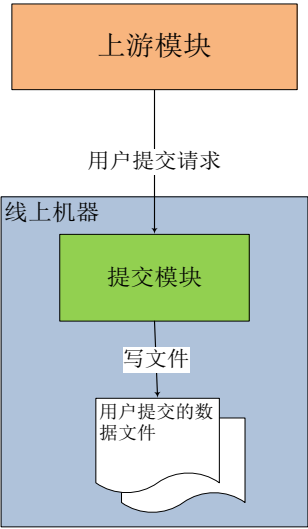 上游模块
用户提交请求
线上机器
提交模块
写文件
用户提交的数
据文件